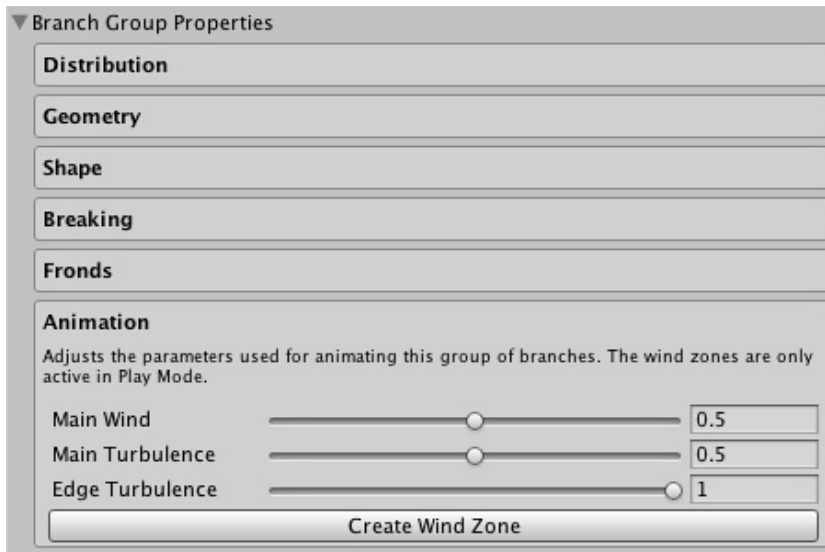 Branch Group Properties
Distribution
Geometry
Shape
Breaking
Fronds
Animation
Adjusts the parameters used for animating this group of branches. The wind zones are only
active in Play Mode.
Main Wind 0.5
Main Turbulence 0.5
Edge Turbulence 1
Create Wind Zone